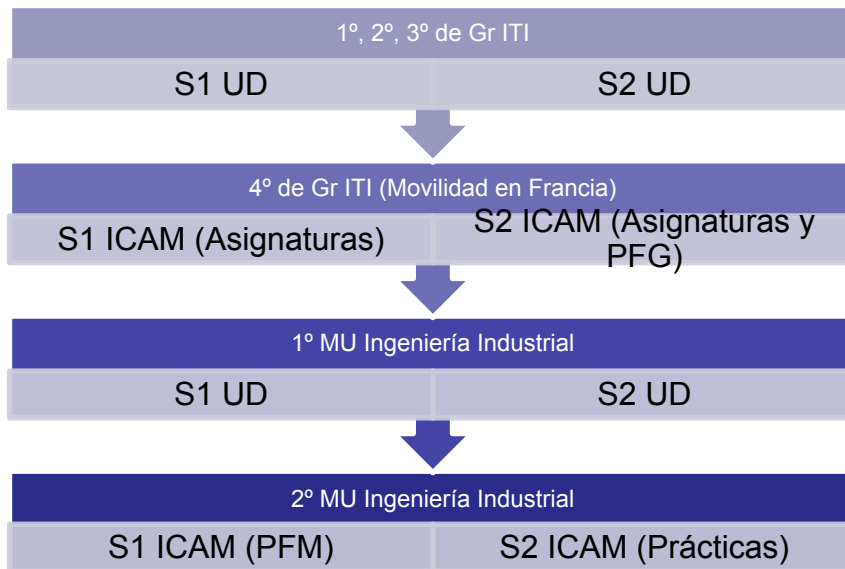 1º, 2º, 3º de Gr ITI
S1 UD
S2 UD
4º de Gr ITI (Movilidad en Francia)
S1 ICAM (Asignaturas)
S2 ICAM (Asignaturas y
PFG)
1º MU Ingeniería Industrial
S1 UD
S2 UD
2º MU Ingeniería Industrial
S1 ICAM (PFM)
S2 ICAM (Prácticas)